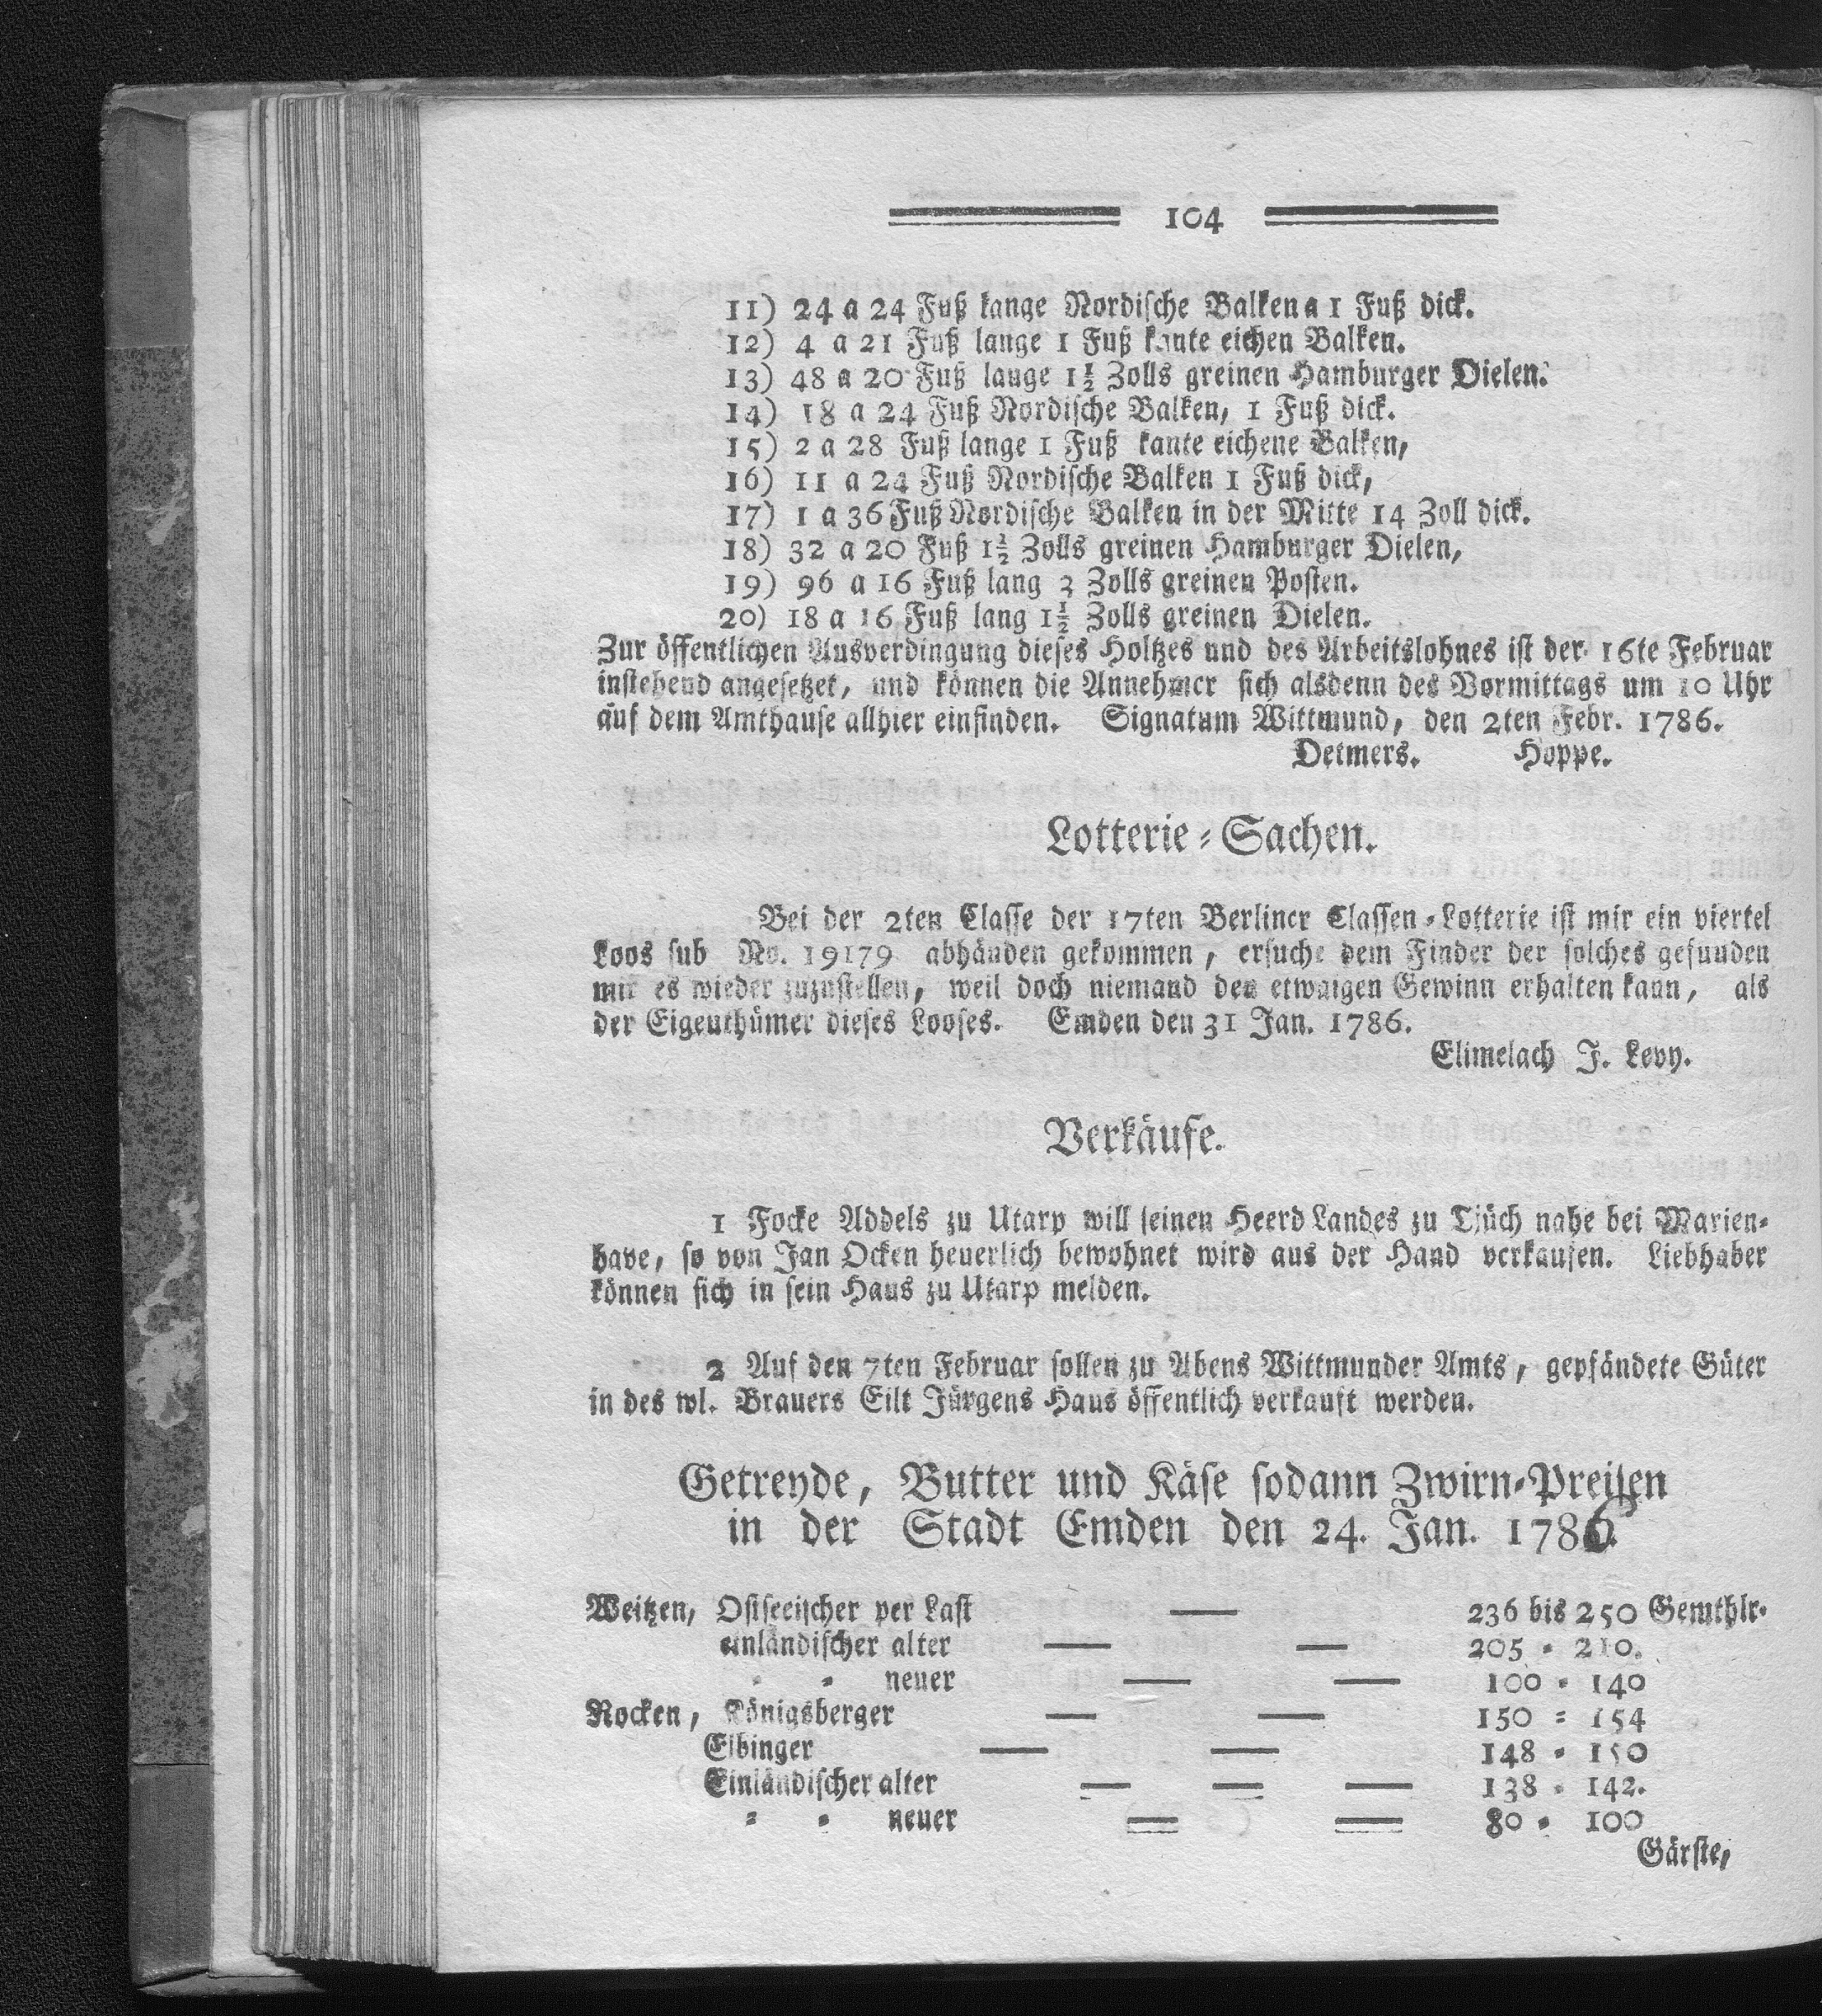 104
11) 24 a 24 Fuß lange Nordische Balken a 1 Fuß dick.
12) 4 a 21 Fuß lange 1 Fuß kante eichen Balken.
13) 48 a 20 Fuß lange 1½ Zolls greinen Hamburger Dielen.
14) 18 a 24 Fuß Nordische Balken, 1 Fuß dick.
15) 2 a 28 Fuß lange 1 Fuß kante eichene Balken,
16) 11 a 24 Fuß Nordische Balken 1 Fuß dick,
17) 1 a 36 Fuß Nordische Balken in der Mitte 14 Zoll dick.
18) 32 a 20 Fuß 1½ Zolls greinen Hamburger Dielen,
19) 96 a 16 Fuß lang 3 Zolls greinen Posten.
20) 18 a 16 Fuß lang 1½ Zolls greinen Dielen.
Zur öffentlichen Ausverdingung dieses Holtzes und des Arbeitslohnes ist der 16te Februar
instehend angesetzet, und können die Annehmer sich alsdenn des Vormittags um 10 Uhr
auf dem Amthause allhier einfinden. Signatum Wittmund, den 2ten Febr. 1786.
Detmers. Hoppe.
Lotterie-Sachen.
Bei der 2ten Classe der 17ten Berliner Classen-Lotterie ist mir ein viertel
Loos sub No. 19179 abhänden gekommen, ersuche dem Finder der solches gefunden
mir es wieder zuzustellen, weil doch niemand den etwaigen Gewinn erhalten kann, als
der Eigenthümer dieses Looses. Emden den 31 Jan. 1786.
Elimelach J. Levy.
Verkäufe.
1 Focke Addels zu Utarp will seinen Heerd Landes zu Tjüch nahe bei Marien-
have, so von Jan Ocken heuerlich bewohnet wird aus der Hand verkaufen. Liebhaber
können sich in sein Haus zu Utarp melden.
2 Auf den 7ten Februar sollen zu Abens Wittmunder Amts, gepfändete Güter
in des wl. Brauers Eilt Jürgens Haus öffentlich verkauft werden.
Getreyde, Butter und Käse sodann Zwirn-Preisen
in der Stadt Emden den 24. Jan. 1786.
Weitzen, Ostseeischer per Last — 236 bis 250 Gemthlr.
einländischer alter — — 205 = 210.
= = neuer — — 100 = 140
Rocken, Königsberger — — 150 = 154
Elbinger — — 148 = 150
Einländischer alter — — — 138 = 142.
= = neuer — — 80 = 100
Gärste,